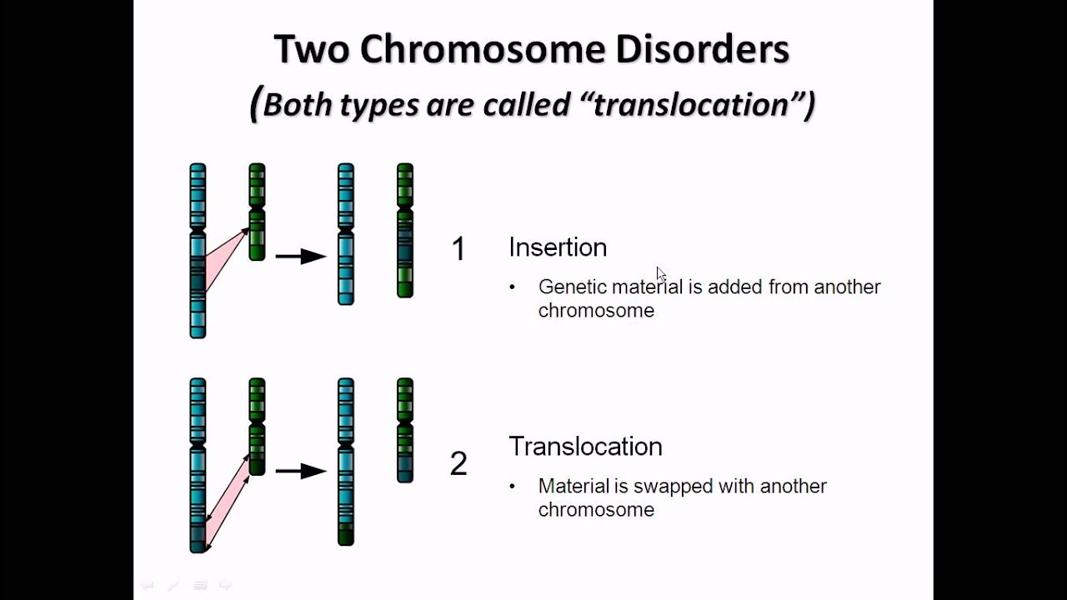 Two Chromosome Disorders
(Both types are called “translocation”)
1
Insertion
• Genetic material is added from another
chromosome
2
Translocation
• Material is swapped with another
chromosome